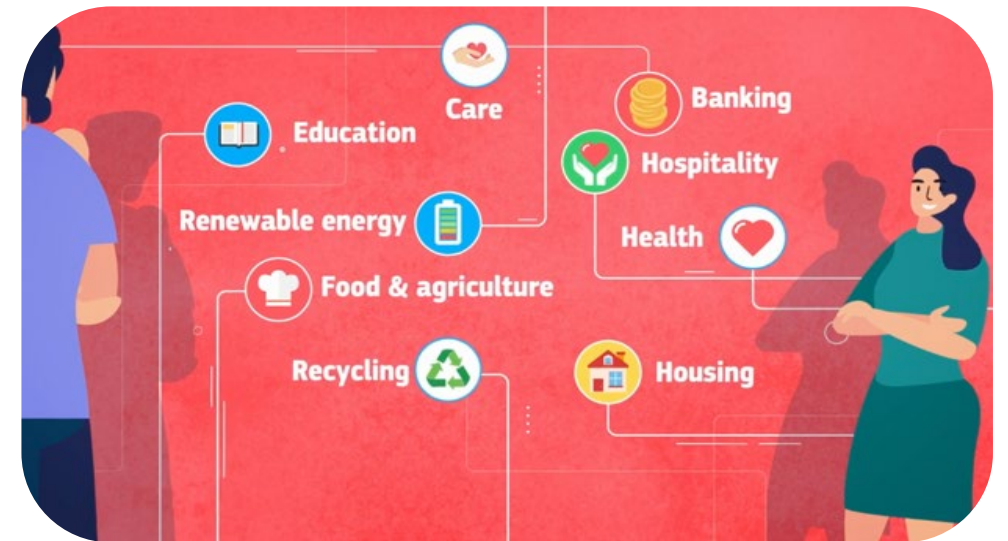 Care
Banking
Education
Hospitality
Renewable energy
Health
Food & agriculture
Recycling
Housing